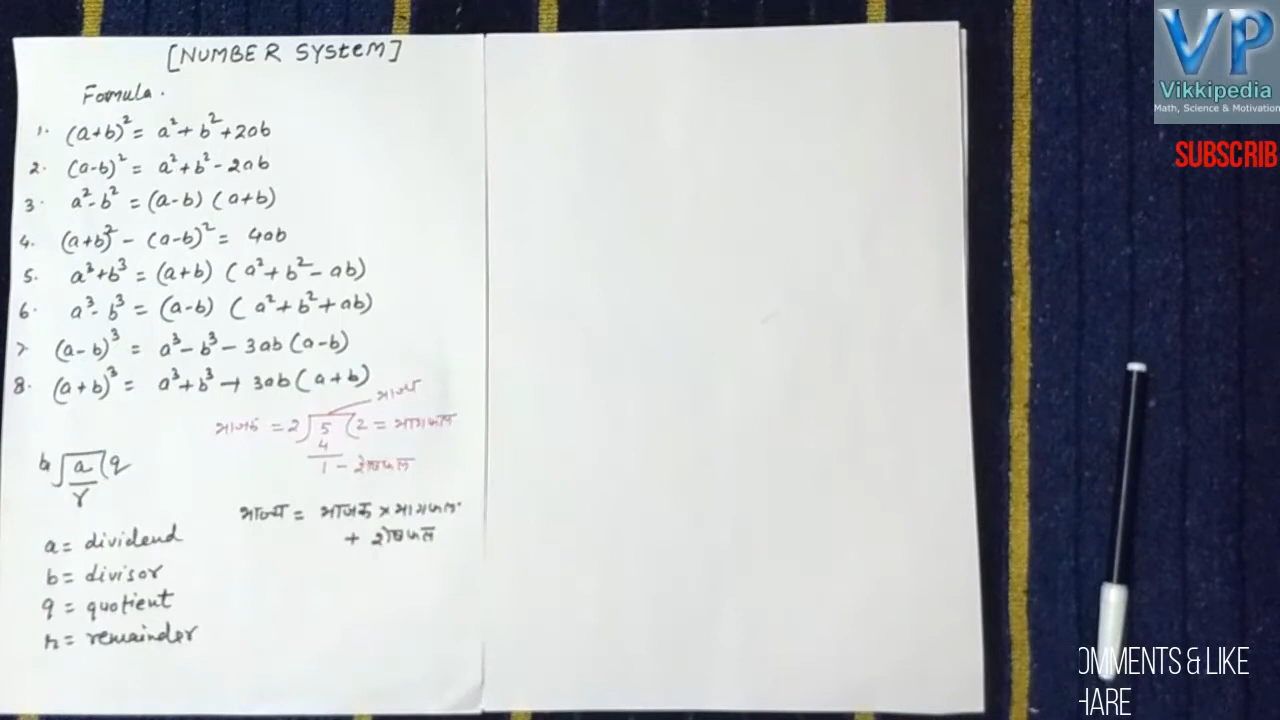 [NUMBER SYSTEM]
Fomula.
1. (a+b)² = a²+b²+2ab
2. (a-b)² = a²+b²-2ab
3. a²-b² = (a-b) (a+b)
4. (a+b)² - (a-b)² = 4ab
5. a³+b³ = (a+b) (a²+b²-ab)
6. a³-b³ = (a-b) (a²+b²+ab)
7 (a-b)³ = a³-b³-3ab(a-b)
8. (a+b)³ = a³+b³+3ab(a+b)
भाज्य
भाजक = 2 5 (2 = भागफल
4
1 - शेषफल
b a (q
r
भाज्य = भाजक × भागफल
+ शेषफल
a = dividend
b = divisor
q = quotient
r = remainder
VP
Vikkipedia
Math, Science & Motivation
SUBSCRIB
OMMENTS & LIKE
HARE